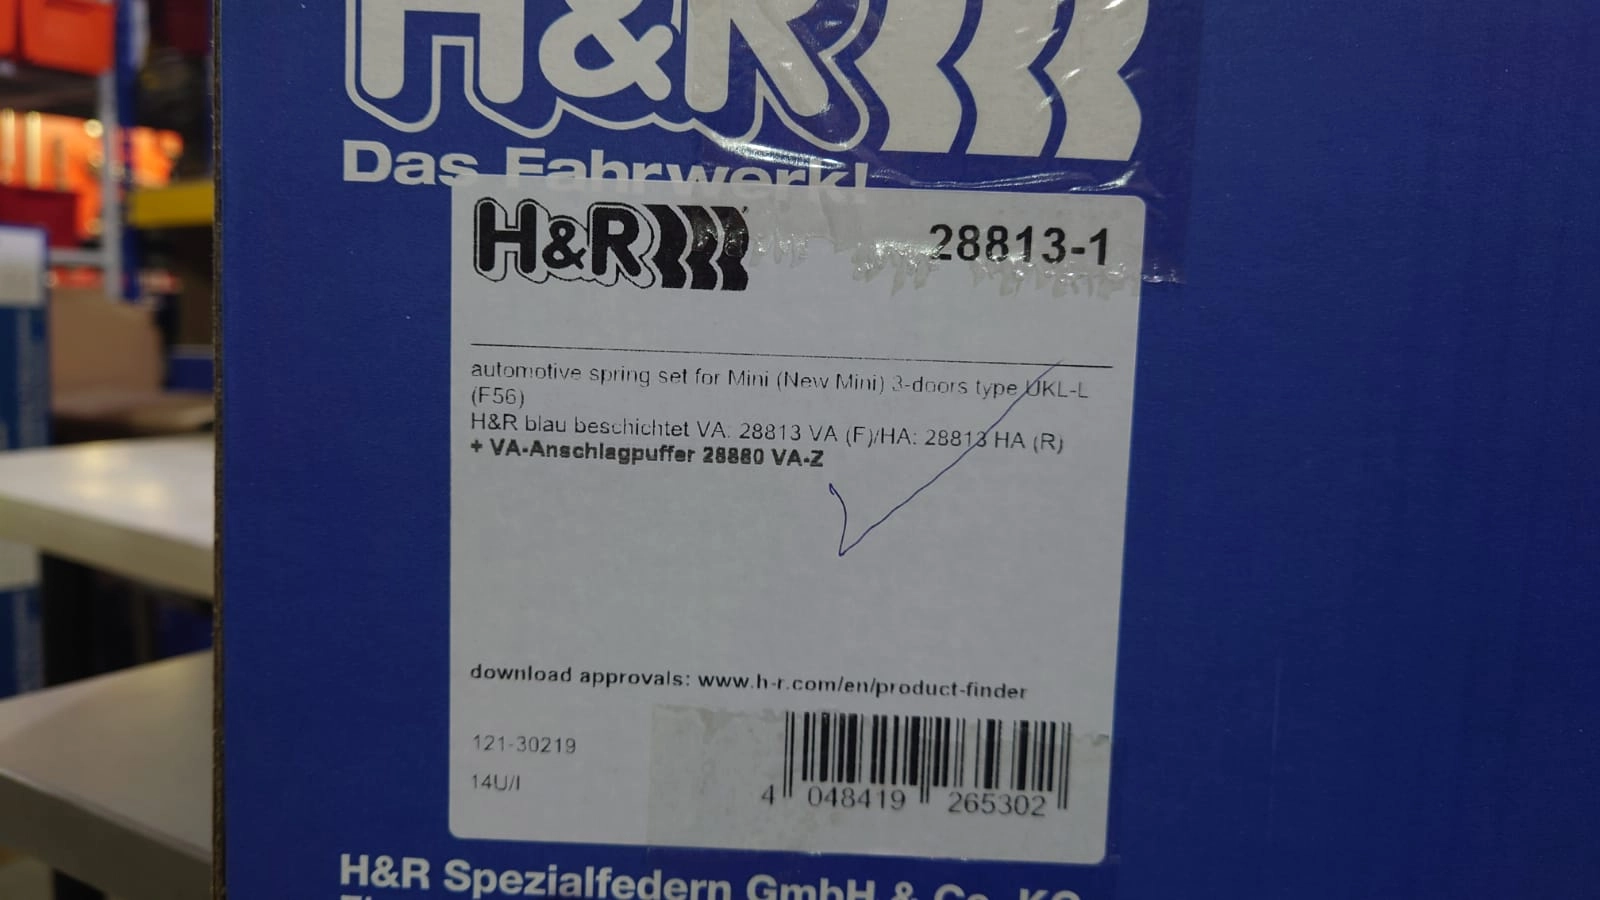 H&R
Das Fahrwerk!
H&R
28813-1
automotive spring set for Mini (New Mini) 3-doors type UKL-L
(F56)
H&R blau beschichtet VA: 28813 VA (F)/HA: 28813 HA (R)
+ VA-Anschlagpuffer 28880 VA-Z
download approvals: www.h-r.com/en/product-finder
121-30219
14U/I
4 048419 265302
H&R Spezialfedern GmbH & Co. KG